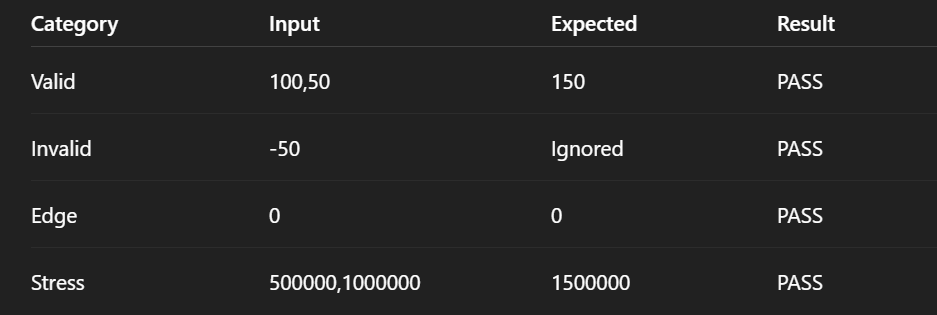 Category Input Expected Result
Valid 100,50 150 PASS
Invalid -50 Ignored PASS
Edge 0 0 PASS
Stress 500000,1000000 1500000 PASS